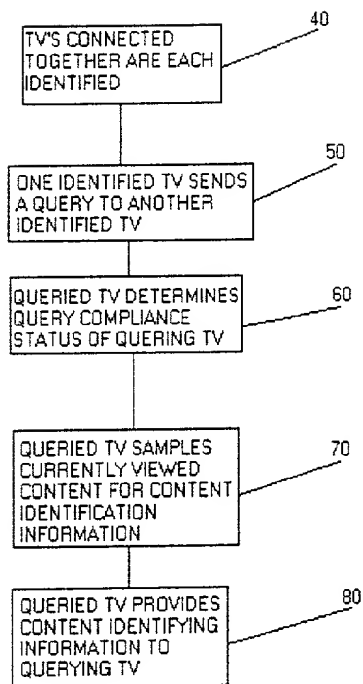 40
TV'S CONNECTED
TOGETHER ARE EACH
IDENTIFIED
50
ONE IDENTIFIED TV SENDS
A QUERY TO ANOTHER
IDENTIFIED TV
60
QUERIED TV DETERMINES
QUERY COMPLIANCE
STATUS OF QUERING TV
70
QUERIED TV SAMPLES
CURRENTLY VIEWED
CONTENT FOR CONTENT
IDENTIFICATION
INFORMATION
80
QUERIED TV PROVIDES
CONTENT IDENTIFYING
INFORMATION TO
QUERYING TV